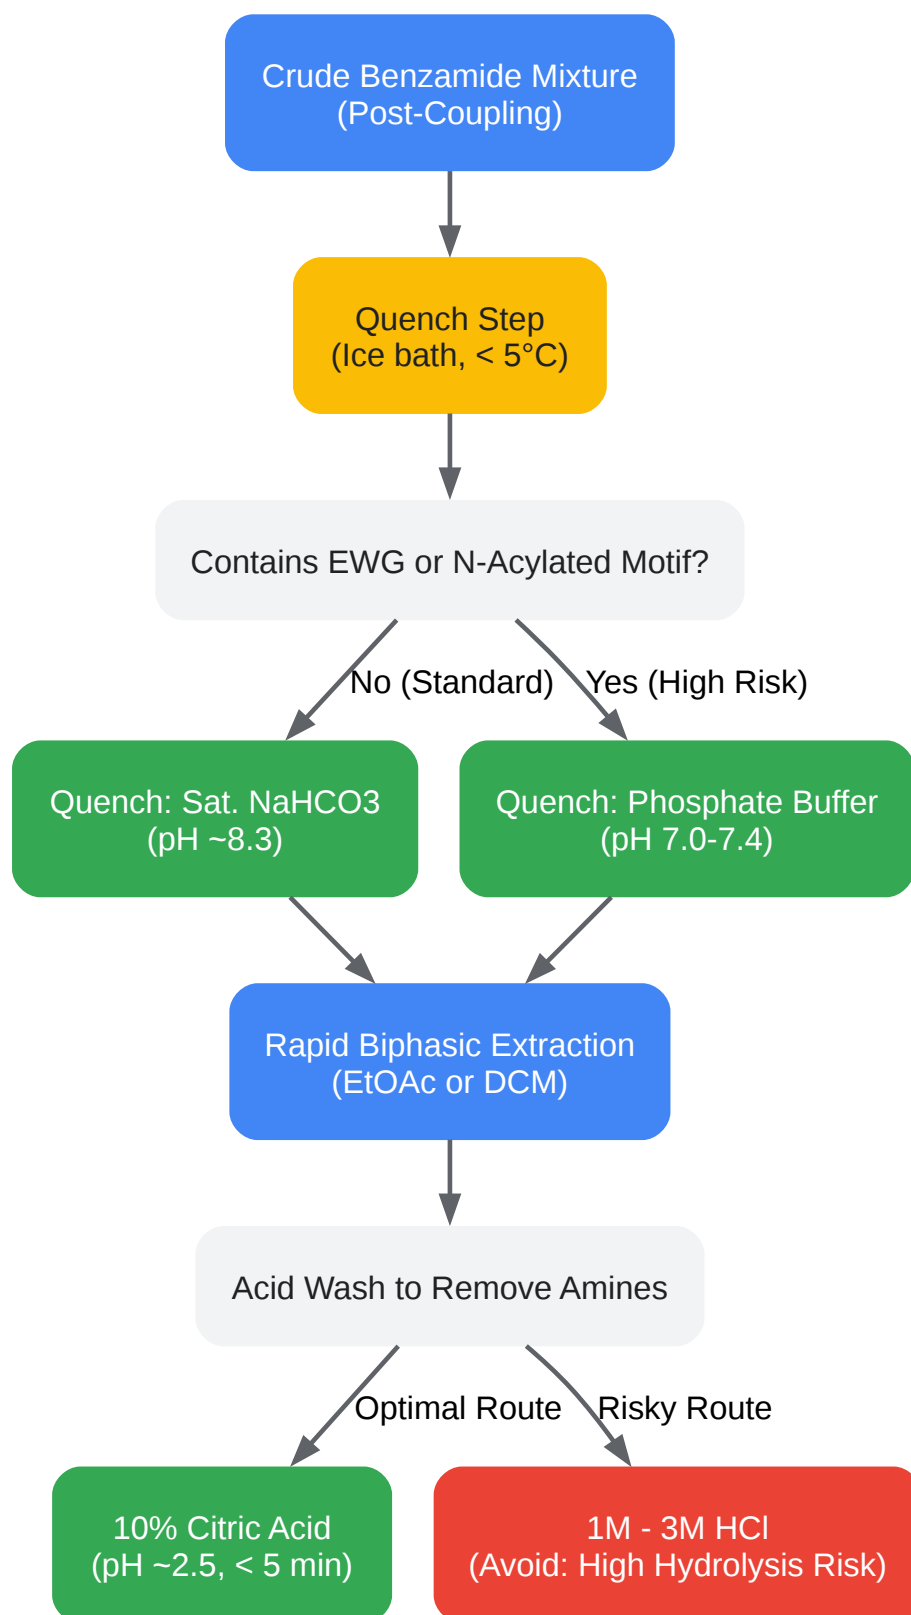 Crude Benzamide Mixture
(Post-Coupling)
Quench Step
(Ice bath, < 5°C)
Contains EWG or N-Acylated Motif?
No (Standard)
Yes (High Risk)
Quench: Sat. NaHCO3
(pH ~8.3)
Quench: Phosphate Buffer
(pH 7.0-7.4)
Rapid Biphasic Extraction
(EtOAc or DCM)
Acid Wash to Remove Amines
Optimal Route
Risky Route
10% Citric Acid
(pH ~2.5, < 5 min)
1M - 3M HCl
(Avoid: High Hydrolysis Risk)